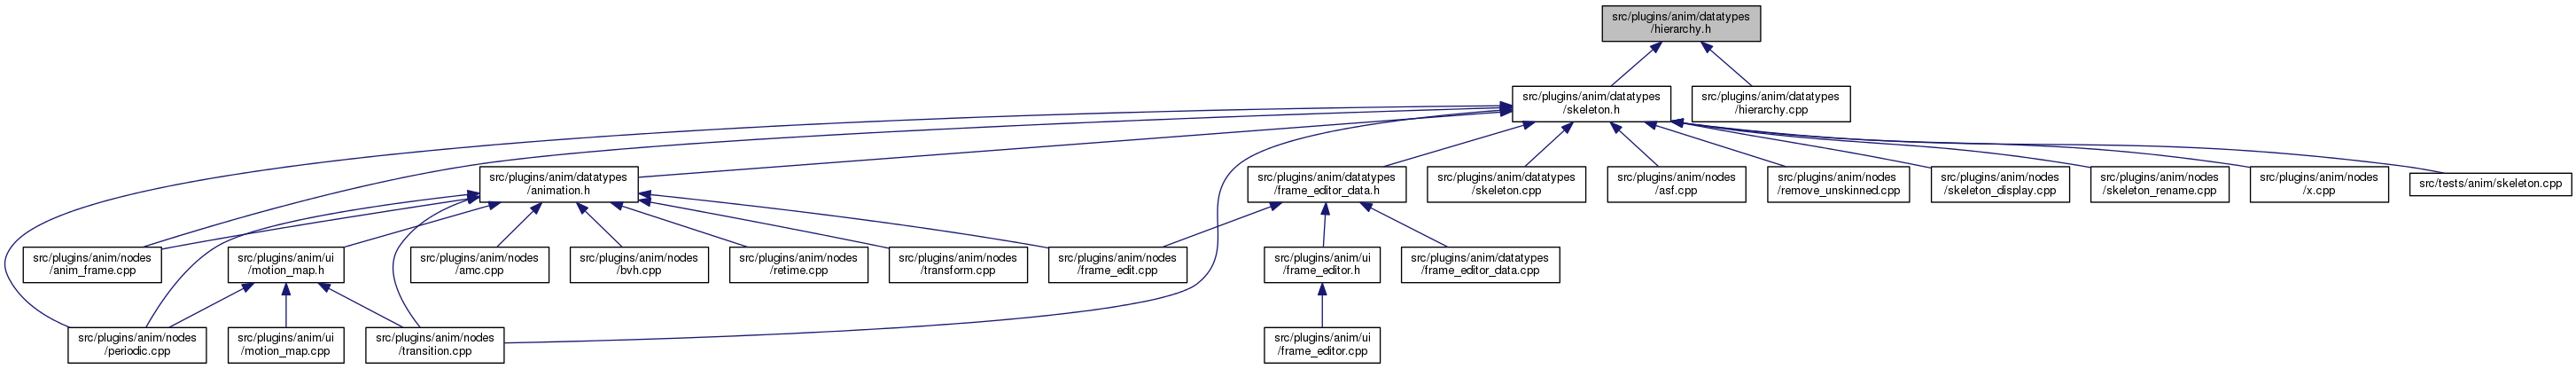 src/plugins/anim/datatypes
/hierarchy.h
src/plugins/anim/datatypes
/skeleton.h
src/plugins/anim/datatypes
/hierarchy.cpp
src/plugins/anim/datatypes
/animation.h
src/plugins/anim/datatypes
/frame_editor_data.h
src/plugins/anim/datatypes
/skeleton.cpp
src/plugins/anim/nodes
/asf.cpp
src/plugins/anim/nodes
/remove_unskinned.cpp
src/plugins/anim/nodes
/skeleton_display.cpp
src/plugins/anim/nodes
/skeleton_rename.cpp
src/plugins/anim/nodes
/x.cpp
src/tests/anim/skeleton.cpp
src/plugins/anim/nodes
/anim_frame.cpp
src/plugins/anim/ui
/motion_map.h
src/plugins/anim/nodes
/amc.cpp
src/plugins/anim/nodes
/bvh.cpp
src/plugins/anim/nodes
/retime.cpp
src/plugins/anim/nodes
/transform.cpp
src/plugins/anim/nodes
/frame_edit.cpp
src/plugins/anim/ui
/frame_editor.h
src/plugins/anim/datatypes
/frame_editor_data.cpp
src/plugins/anim/nodes
/periodic.cpp
src/plugins/anim/ui
/motion_map.cpp
src/plugins/anim/nodes
/transition.cpp
src/plugins/anim/ui
/frame_editor.cpp